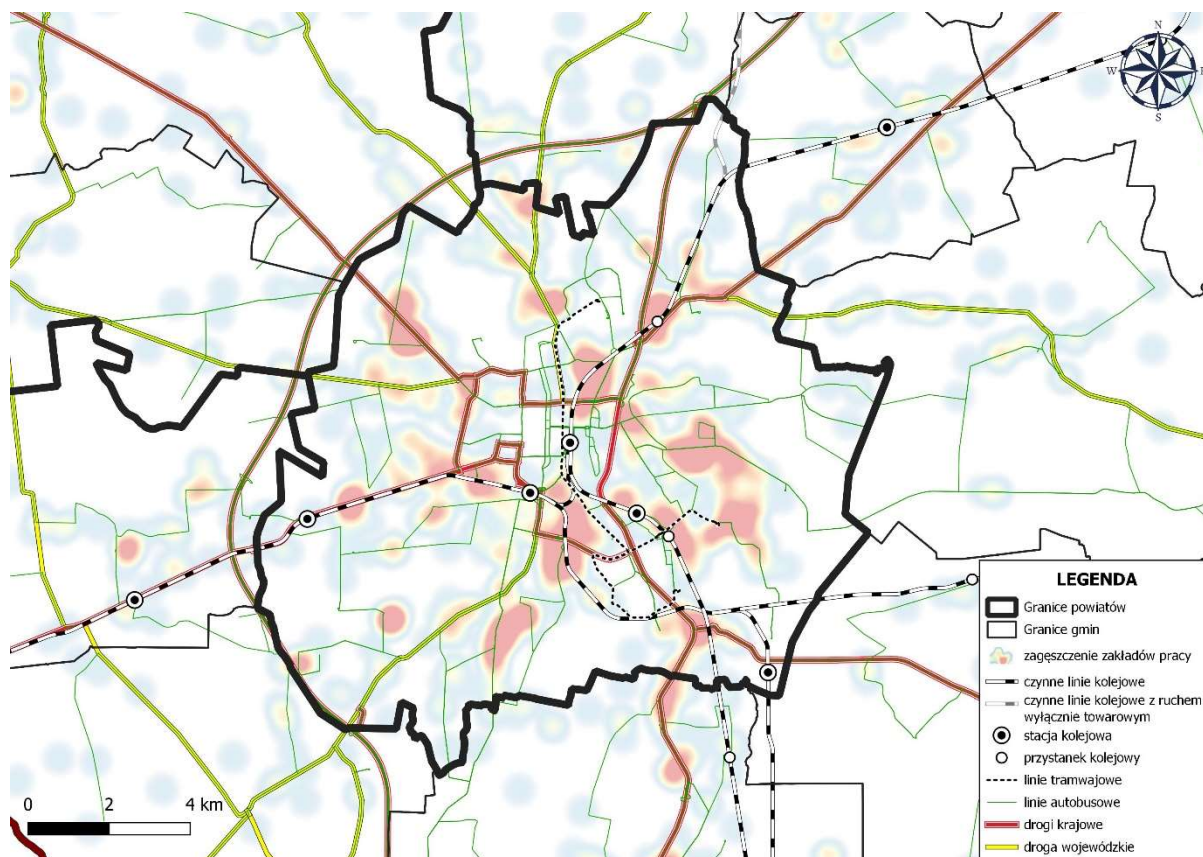 N
W
S
LEGENDA
Granice powiatów
Granice gmin
zagęszczenie zakładów pracy
czynne linie kolejowe
czynne linie kolejowe z ruchem
wyłącznie towarowym
stacja kolejowa
przystanek kolejowy
linie tramwajowe
linie autobusowe
drogi krajowe
droga wojewódzkie
0 2 4 km